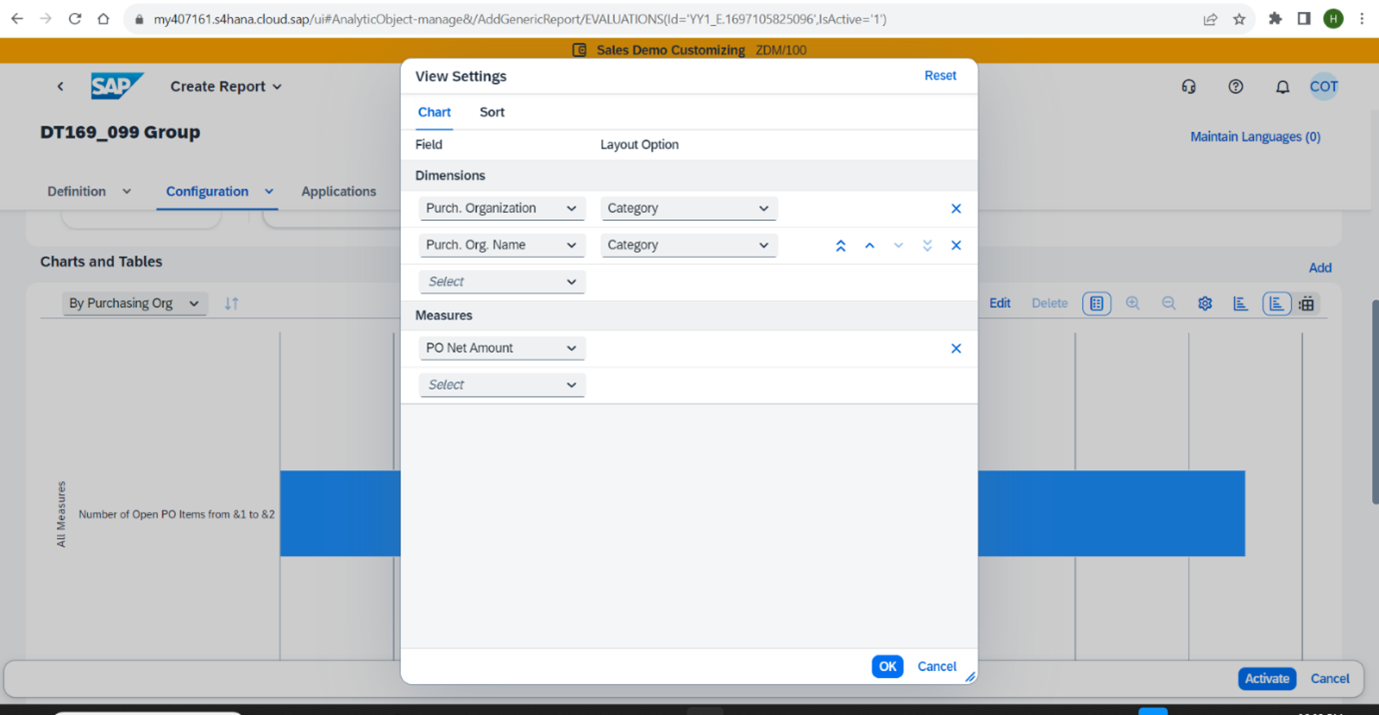 my407161.s4hana.cloud.sap/ui#AnalyticObject-manage&/AddGenericReport/EVALUATIONS(Id='YY1_E.1697105825096',IsActive='1')
H
Sales Demo Customizing ZDM/100
SAP
Create Report
COT
DT169_099 Group
Maintain Languages (0)
Definition
Configuration
Applications
Charts and Tables
Add
By Purchasing Org
Edit
Delete
All Measures
Number of Open PO Items from &1 to &2
View Settings
Reset
Chart
Sort
Field
Layout Option
Dimensions
Purch. Organization
Category
Purch. Org. Name
Category
Select
Measures
PO Net Amount
Select
OK
Cancel
Activate
Cancel